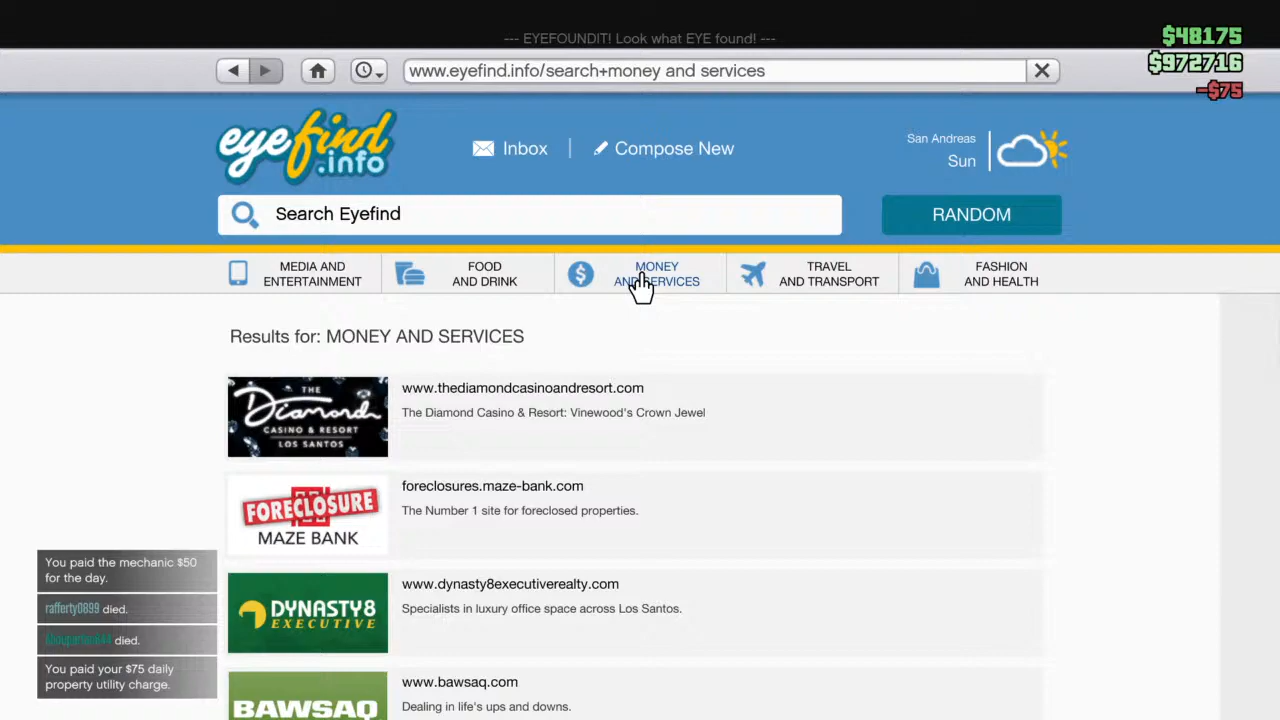 --- EYEFOUNDIT! Look what EYE found! ---
$48175
$972716
-$75
www.eyefind.info/search+money and services
eyefind
.info
Inbox
Compose New
San Andreas
Sun
Search Eyefind
RANDOM
MEDIA AND
ENTERTAINMENT
FOOD
AND DRINK
MONEY
AND SERVICES
TRAVEL
AND TRANSPORT
FASHION
AND HEALTH
Results for: MONEY AND SERVICES
THE
Diamond
CASINO & RESORT
LOS SANTOS
www.thediamondcasinoandresort.com
The Diamond Casino & Resort: Vinewood's Crown Jewel
FORECLOSURE
MAZE BANK
foreclosures.maze-bank.com
The Number 1 site for foreclosed properties.
DYNASTY8
EXECUTIVE
www.dynasty8executiverealty.com
Specialists in luxury office space across Los Santos.
BAWSAQ
www.bawsaq.com
Dealing in life's ups and downs.
You paid the mechanic $50
for the day.
rafferty0899 died.
died.
You paid your $75 daily
property utility charge.